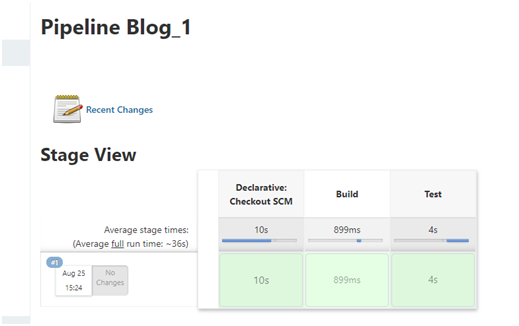 Pipeline Blog_1
Recent Changes
Stage View
Declarative:
Checkout SCM
Build
Test
Average stage times:
(Average full run time: ~36s)
10s
899ms
4s
#1
Aug 25
15:24
No
Changes
10s
899ms
4s